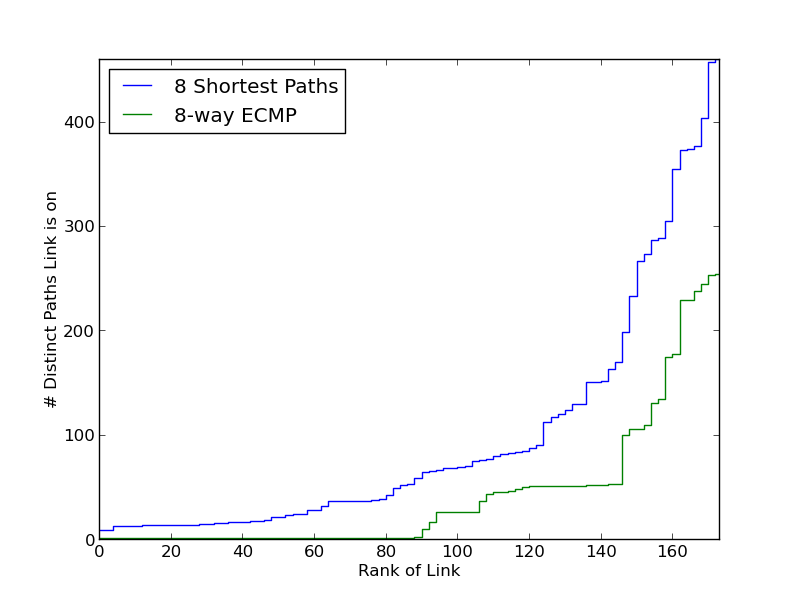 8 Shortest Paths
8-way ECMP
# Distinct Paths Link is on
400
300
200
100
0
0 20 40 60 80 100 120 140 160
Rank of Link